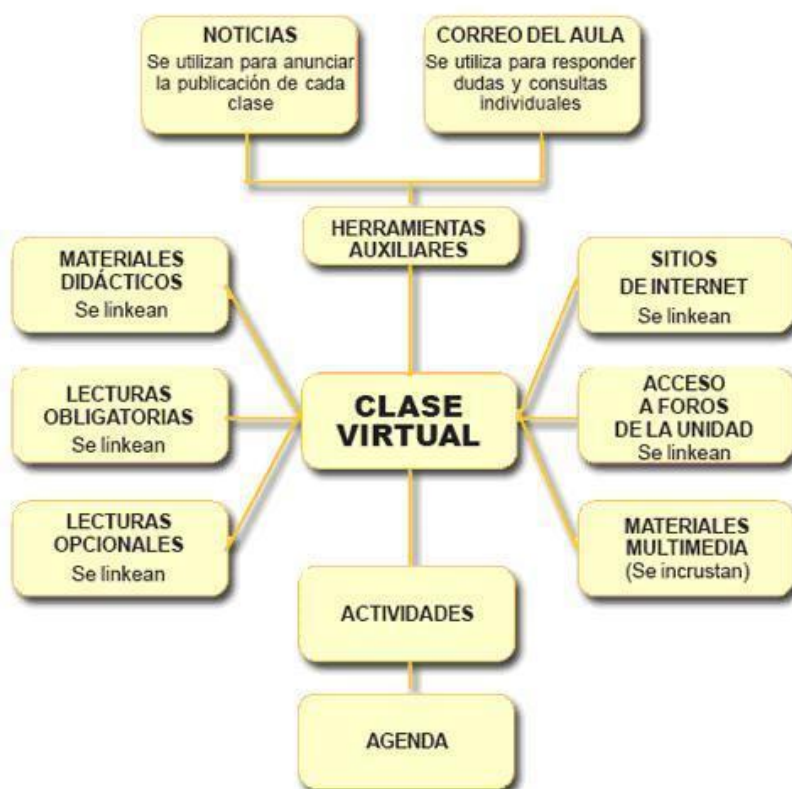 NOTICIAS
Se utilizan para anunciar
la publicación de cada
clase
CORREO DEL AULA
Se utiliza para responder
dudas y consultas
individuales
HERRAMIENTAS
AUXILIARES
MATERIALES
DIDÁCTICOS
Se linkean
LECTURAS
OBLIGATORIAS
Se linkean
LECTURAS
OPCIONALES
Se linkean
CLASE
VIRTUAL
SITIOS
DE INTERNET
Se linkean
ACCESO
A FOROS
DE LA UNIDAD
Se linkean
MATERIALES
MULTIMEDIA
(Se incrustan)
ACTIVIDADES
AGENDA